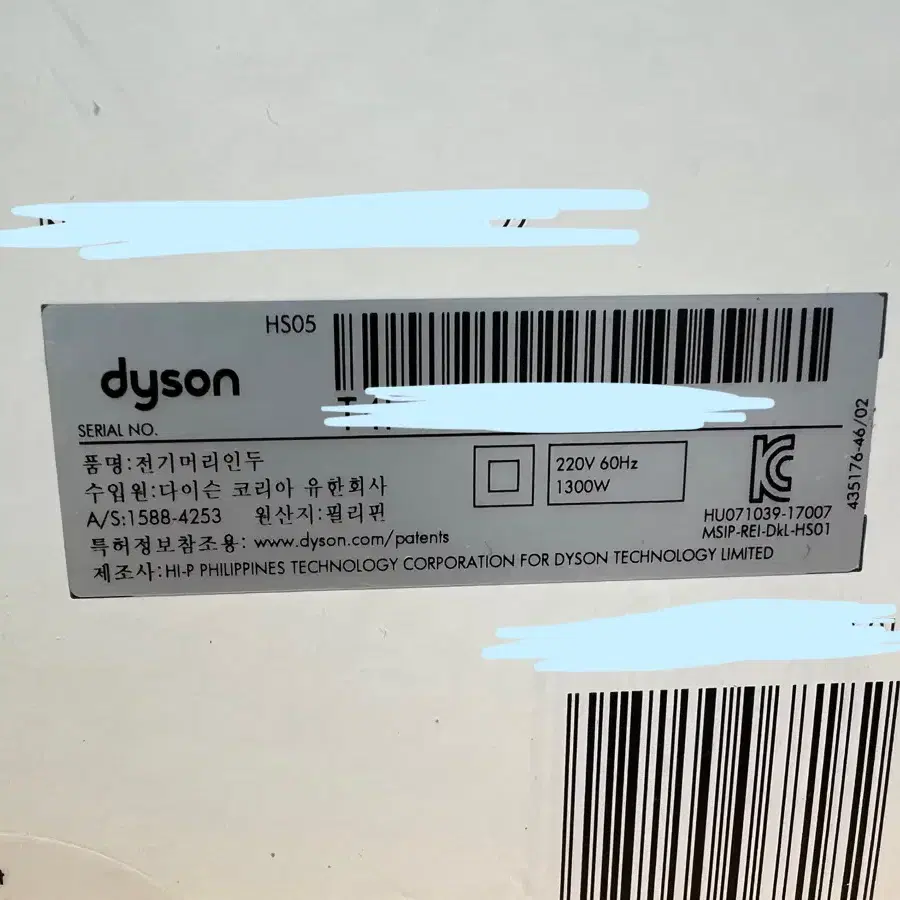 HS05
dyson
SERIAL NO.
품명:전기머리인두
수입원:다이슨 코리아 유한회사
A/S:1588-4253 원산지:필리핀
특허정보참조용: www.dyson.com/patents
제조사:HI-P PHILIPPINES TECHNOLOGY CORPORATION FOR DYSON TECHNOLOGY LIMITED
220V 60Hz
1300W
HU071039-17007
MSIP-REI-DkL-HS01
435176-46/02